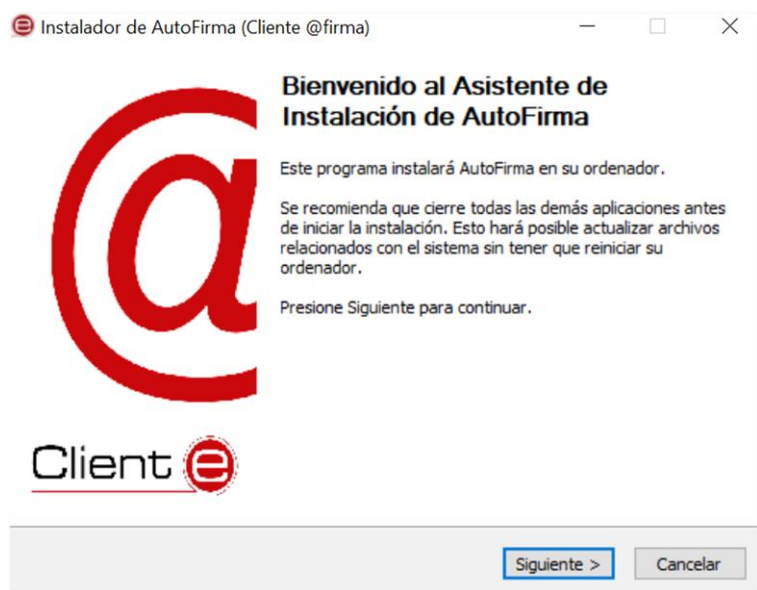 Instalador de AutoFirma (Cliente @firma)
Bienvenido al Asistente de
Instalación de AutoFirma
Este programa instalará AutoFirma en su ordenador.
Se recomienda que cierre todas las demás aplicaciones antes
de iniciar la instalación. Esto hará posible actualizar archivos
relacionados con el sistema sin tener que reiniciar su
ordenador.
Presione Siguiente para continuar.
@
Client e
Siguiente >
Cancelar